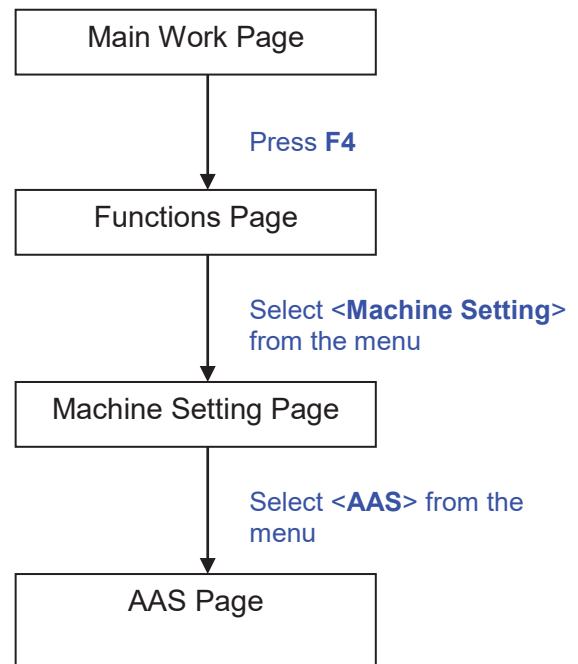 Main Work Page
Press F4
Functions Page
Select <Machine Setting>
from the menu
Machine Setting Page
Select <AAS> from the
menu
AAS Page